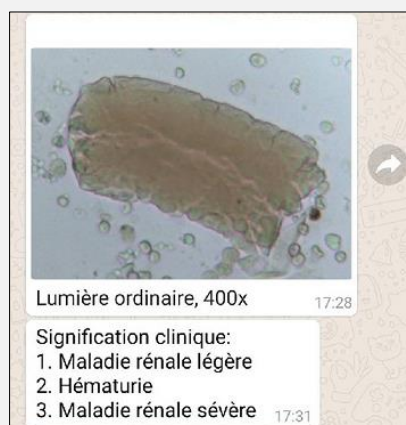 Lumière ordinaire, 400x 17:28
Signification clinique:
1. Maladie rénale légère
2. Hématurie
3. Maladie rénale sévère 17:31